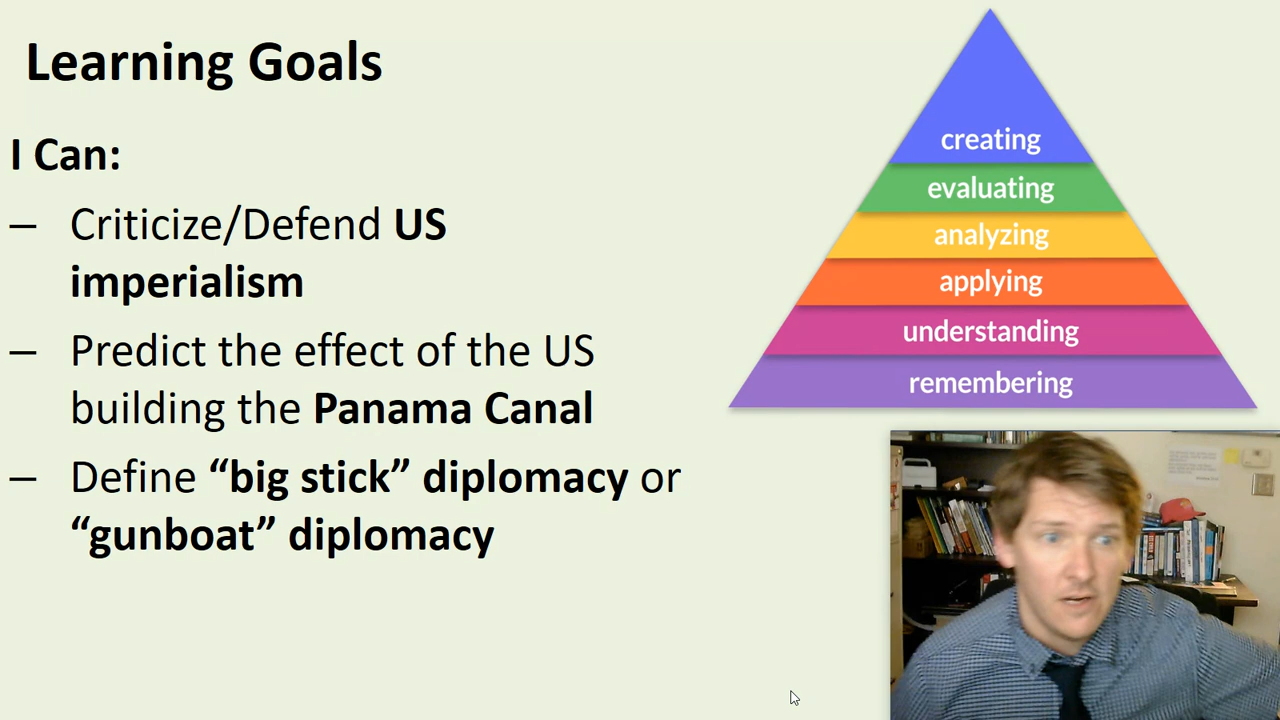 Learning Goals
I Can:
– Criticize/Defend US
imperialism
– Predict the effect of the US
building the Panama Canal
– Define “big stick” diplomacy or
“gunboat” diplomacy
creating
evaluating
analyzing
applying
understanding
remembering